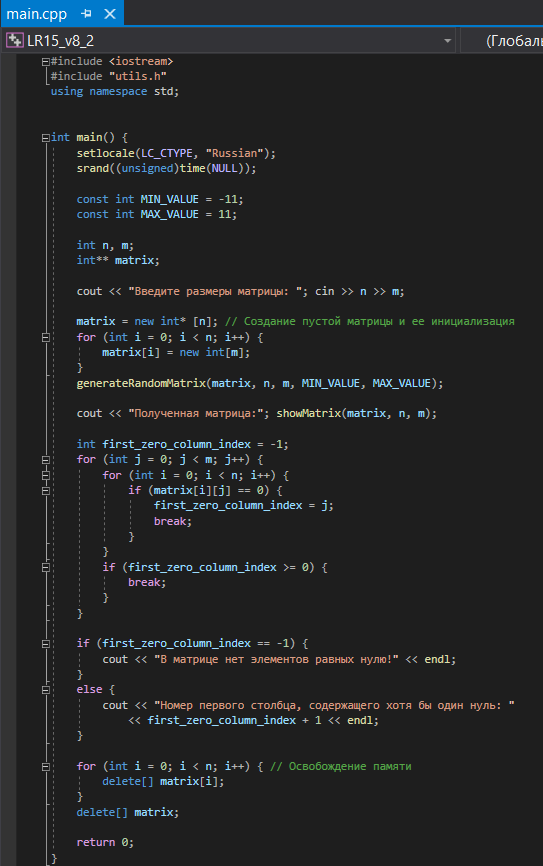 main.cpp
LR15_v8_2 (Глобаль
#include <iostream>
#include "utils.h"
using namespace std;
int main() {
setlocale(LC_CTYPE, "Russian");
srand((unsigned)time(NULL));
const int MIN_VALUE = -11;
const int MAX_VALUE = 11;
int n, m;
int** matrix;
cout << "Введите размеры матрицы: "; cin >> n >> m;
matrix = new int* [n]; // Создание пустой матрицы и ее инициализация
for (int i = 0; i < n; i++) {
matrix[i] = new int[m];
}
generateRandomMatrix(matrix, n, m, MIN_VALUE, MAX_VALUE);
cout << "Полученная матрица:"; showMatrix(matrix, n, m);
int first_zero_column_index = -1;
for (int j = 0; j < m; j++) {
for (int i = 0; i < n; i++) {
if (matrix[i][j] == 0) {
first_zero_column_index = j;
break;
}
}
if (first_zero_column_index >= 0) {
break;
}
}
if (first_zero_column_index == -1) {
cout << "В матрице нет элементов равных нулю!" << endl;
}
else {
cout << "Номер первого столбца, содержащего хотя бы один нуль: "
<< first_zero_column_index + 1 << endl;
}
for (int i = 0; i < n; i++) { // Освобождение памяти
delete[] matrix[i];
}
delete[] matrix;
return 0;
}